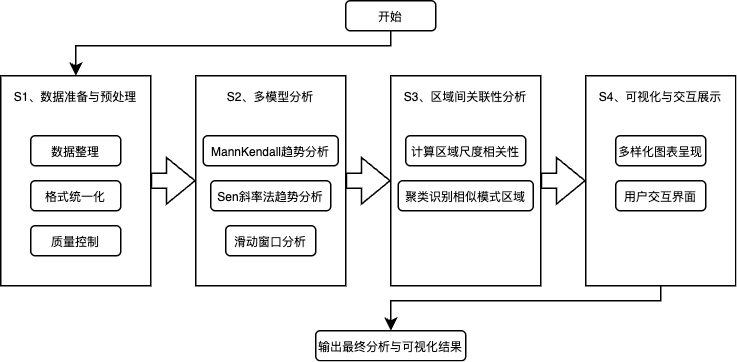 开始
S1、数据准备与预处理
数据整理
格式统一化
质量控制
S2、多模型分析
MannKendall趋势分析
Sen斜率法趋势分析
滑动窗口分析
S3、区域间关联性分析
计算区域尺度相关性
聚类识别相似模式区域
S4、可视化与交互展示
多样化图表呈现
用户交互界面
输出最终分析与可视化结果